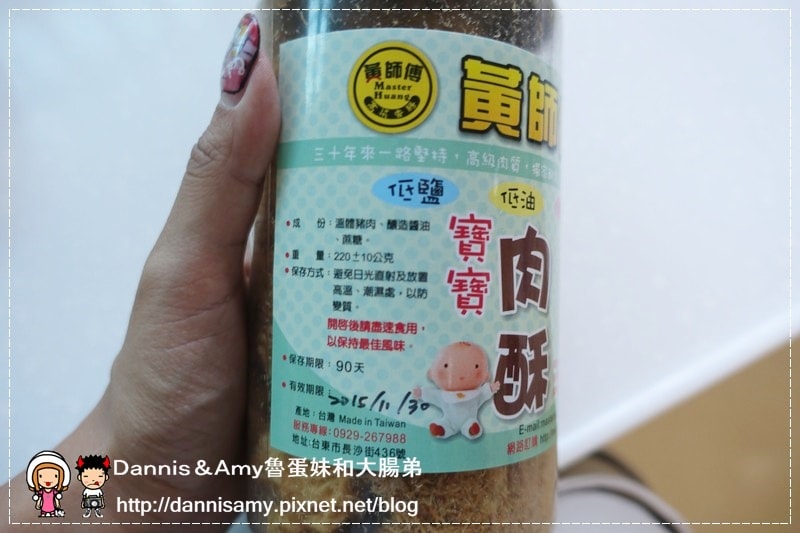 黃師傅
Master
Huang
黃師
三十年來一路堅持，高級肉質，
低鹽
低油
寶寶
肉酥
• 成　份：溫體豬肉、釀造醬油
、蔗糖。
• 重　量：220±10公克
• 保存方式：避免日光直射及放置
高溫、潮濕處，以防
變質。
開啓後請盡速食用，
以保持最佳風味。
• 保存期限：90天
• 有效期限：2015/11/30
產地：台灣 Made in Taiwan
服務專線：0929-267988
地址:台東市長沙街436號
E-mail:
網路訂購 http:
Dannis＆Amy魯蛋妹和大腸弟
http://dannisamy.pixnet.net/blog